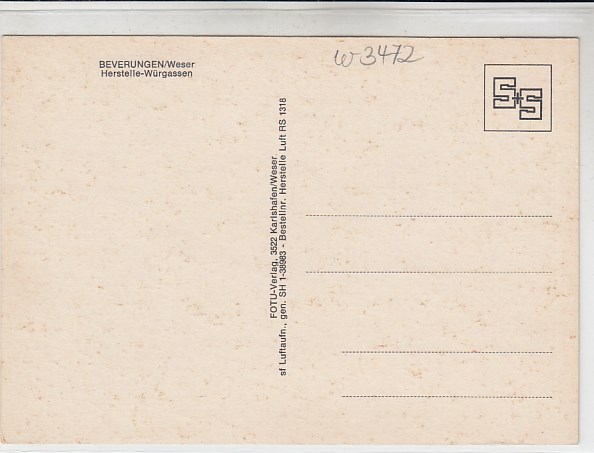 BEVERUNGEN/Weser
Herstelle-Würgassen
w 3472
S+S
FOTU-Verlag, 3522 Karlshafen/Weser
sf Luftaufn., gen. SH 1-38983 - Bestellnr. Herstelle Luft RS 1318